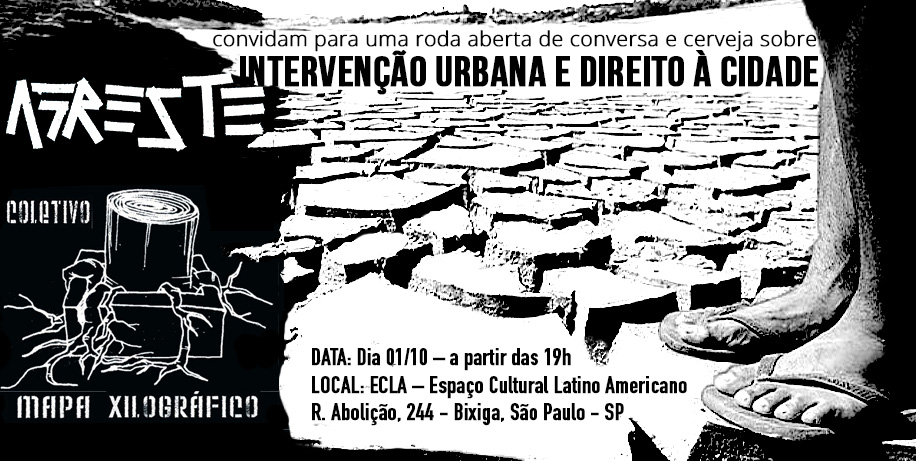 AGRESTE
COLETIVO
MAPA XILOGRÁFICO
convidam para uma roda aberta de conversa e cerveja sobre
INTERVENÇÃO URBANA E DIREITO À CIDADE
DATA: Dia 01/10 – a partir das 19h
LOCAL: ECLA – Espaço Cultural Latino Americano
R. Abolição, 244 – Bixiga, São Paulo – SP